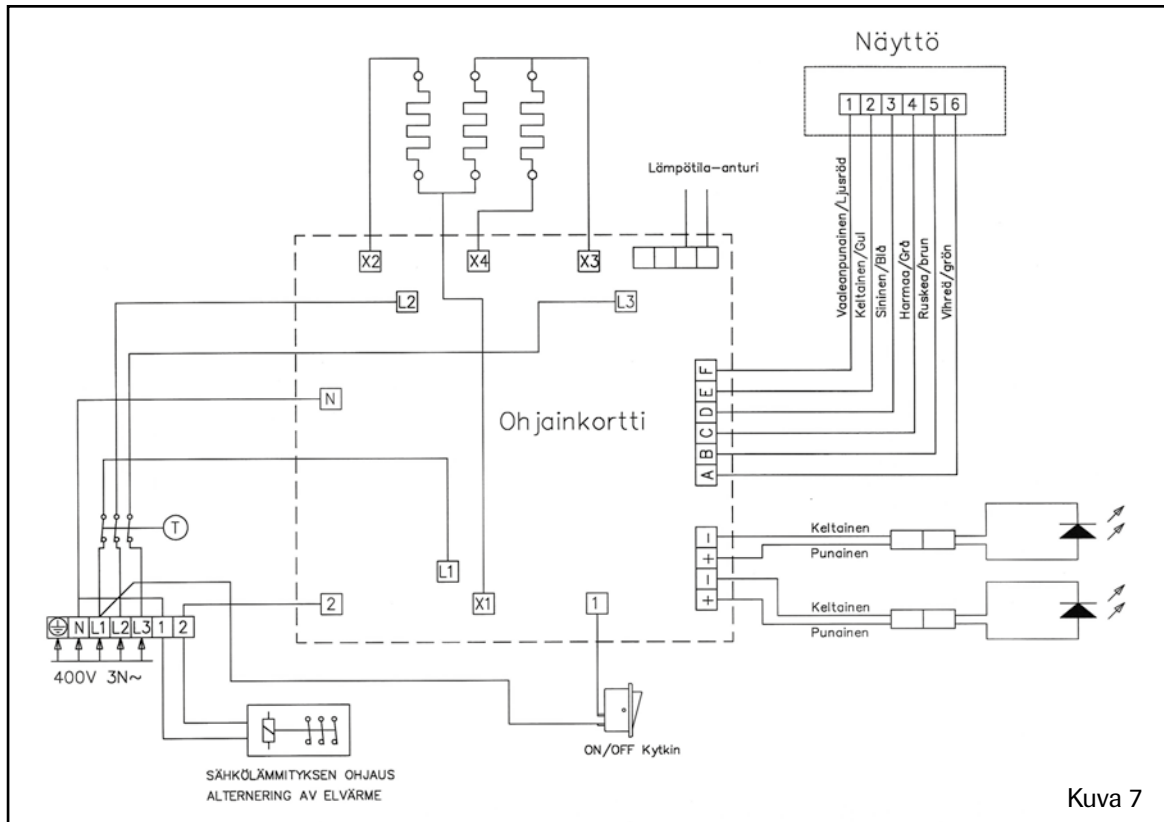 Näyttö
1 2 3 4 5 6
Lömpötila-anturi
Vaaleanpunainen/Ljusröd
Keltainen/Gul
Sininen/Blå
Harmaa/Grå
Ruskea/brun
Vihreä/grön
X2 X4 X3
L2 L3
N
Ohjainkortti
F
E
D
C
B
A
T
L1
–
+
–
+
Keltainen
Punainen
Keltainen
Punainen
2 X1 1
N L1 L2 L3 1 2
400V 3N~
ON/OFF Kytkin
SÄHKÖLÄMMITYKSEN OHJAUS
ALTERNERING AV ELVÄRME
Kuva 7